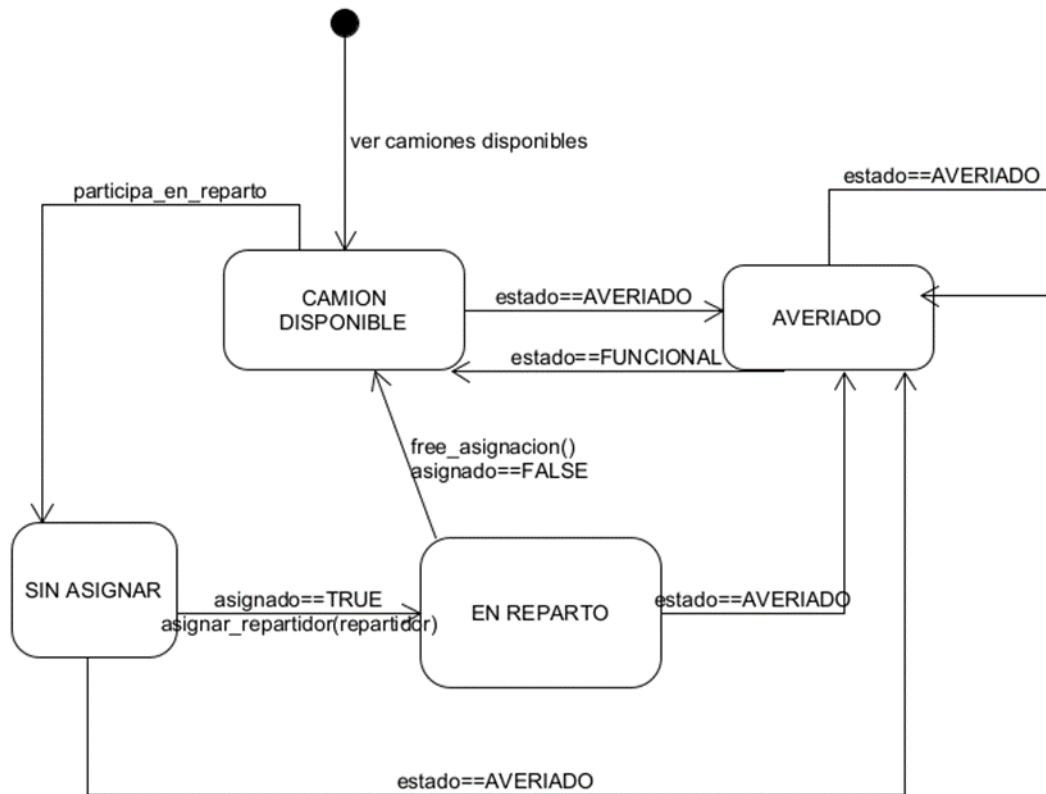 ver camiones disponibles
estado==AVERIADO
participa_en_reparto
CAMION
DISPONIBLE
estado==AVERIADO
AVERIADO
estado==FUNCIONAL
free_asignacion()
asignado==FALSE
SIN ASIGNAR
asignado==TRUE
asignar_repartidor(repartidor)
EN REPARTO
estado==AVERIADO
estado==AVERIADO